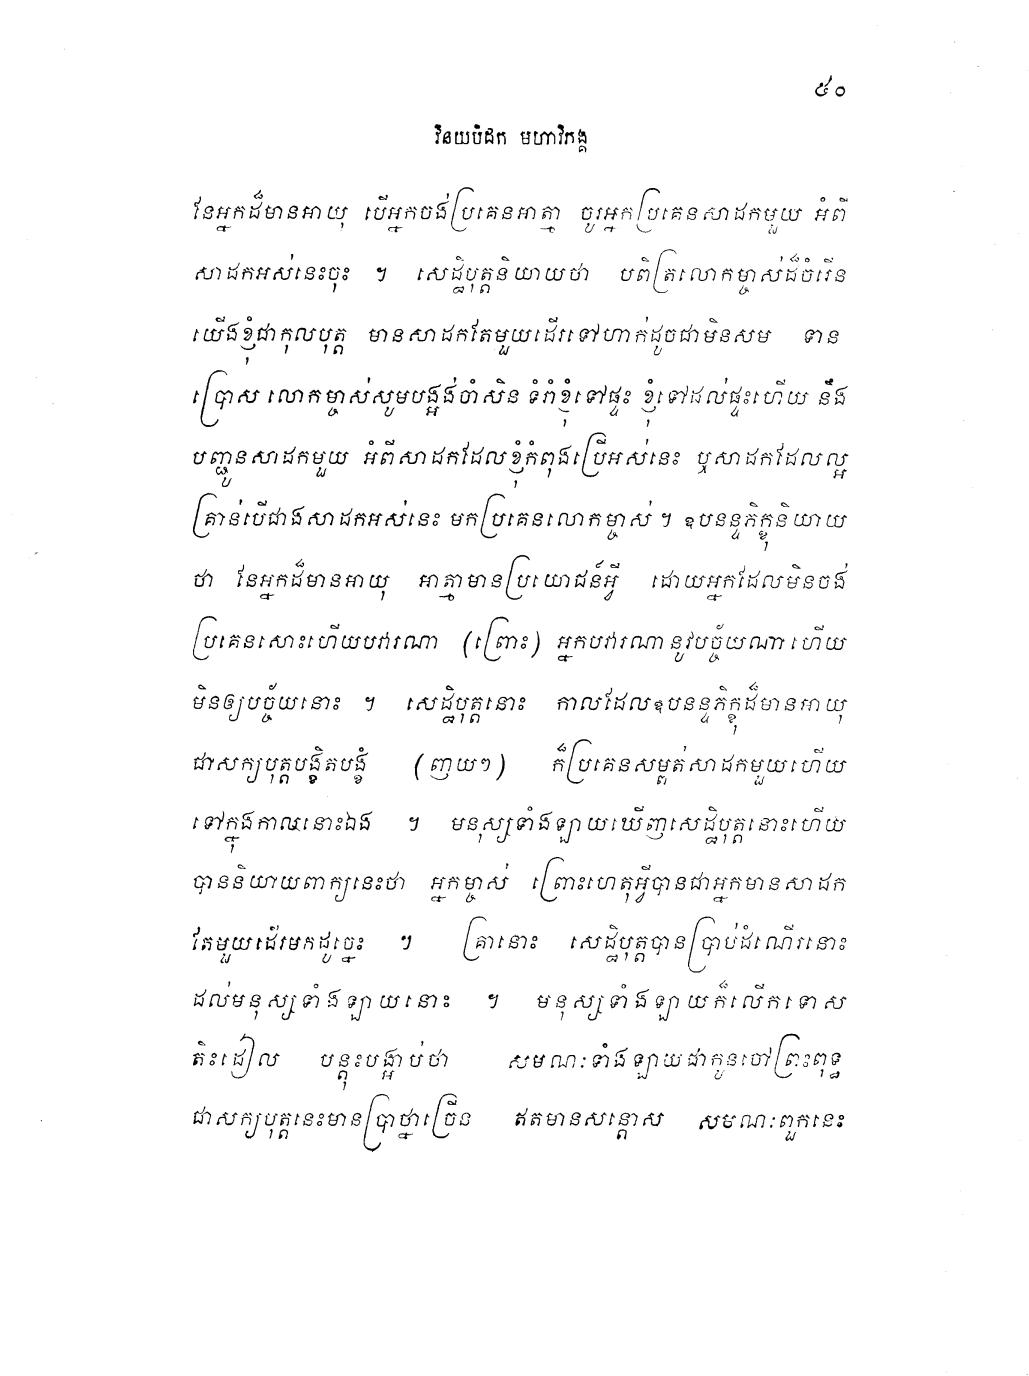 ៥០
វិនយបិដក មហាវិភង្គ
នែអ្នកដ៏មានអាយុ បើអ្នកចង់ប្រគេនអាត្មា ចូរអ្នកប្រគេនសាដកមួយ អំពី
សាដកអស់នេះចុះ ។ សេដ្ឋិបុត្តនិយាយថា បពិត្រលោកម្ចាស់ដ៏ចំរើន
យើងខ្ញុំជាកុលបុត្ត មានសាដកតែមួយដើរទៅហាក់ដូចជាមិនសម ទាន
ប្រោស លោកម្ចាស់សូមបង្អង់ចាំសិន ទំរាំខ្ញុំទៅផ្ទះ ខ្ញុំទៅដល់ផ្ទះហើយ នឹង
បញ្ជូនសាដកមួយ អំពីសាដកដែលខ្ញុំកំពុងប្រើអស់នេះ ឬសាដកដែលល្អ
គ្រាន់បើជាងសាដកអស់នេះ មកប្រគេនលោកម្ចាស់ ។ ឧបនន្ទភិក្ខុនិយាយ
ថា នែអ្នកដ៏មានអាយុ អាត្មាមានប្រយោជន៍អ្វី ដោយអ្នកដែលមិនចង់
ប្រគេនសោះហើយបវារណា (ព្រោះ) អ្នកបវារណានូវបច្ច័យណាហើយ
មិនឲ្យបច្ច័យនោះ ។ សេដ្ឋិបុត្តនោះ កាលដែលឧបនន្ទភិក្ខុដ៏មានអាយុ
ជាសក្យបុត្តបង្ខិតបង្ខំ (ញយៗ) ក៏ប្រគេនសម្ពត់សាដកមួយហើយ
ទៅក្នុងកាលនោះឯង ។ មនុស្សទាំងឡាយឃើញសេដ្ឋិបុត្តនោះហើយ
បាននិយាយពាក្យនេះថា អ្នកម្ចាស់ ព្រោះហេតុអ្វីបានជាអ្នកមានសាដក
តែមួយដើរមកដូច្នេះ ។ គ្រានោះ សេដ្ឋិបុត្តបានប្រាប់ដំណើរនោះ
ដល់មនុស្សទាំងឡាយនោះ ។ មនុស្សទាំងឡាយក៏លើកទោស
តិះដៀល បន្តុះបង្អាប់ថា សមណៈទាំងឡាយជាកូនចៅព្រះពុទ្ធ
ជាសក្យបុត្តនេះមានប្រាថ្នាច្រើន ឥតមានសន្តោស សមណៈពួកនេះ